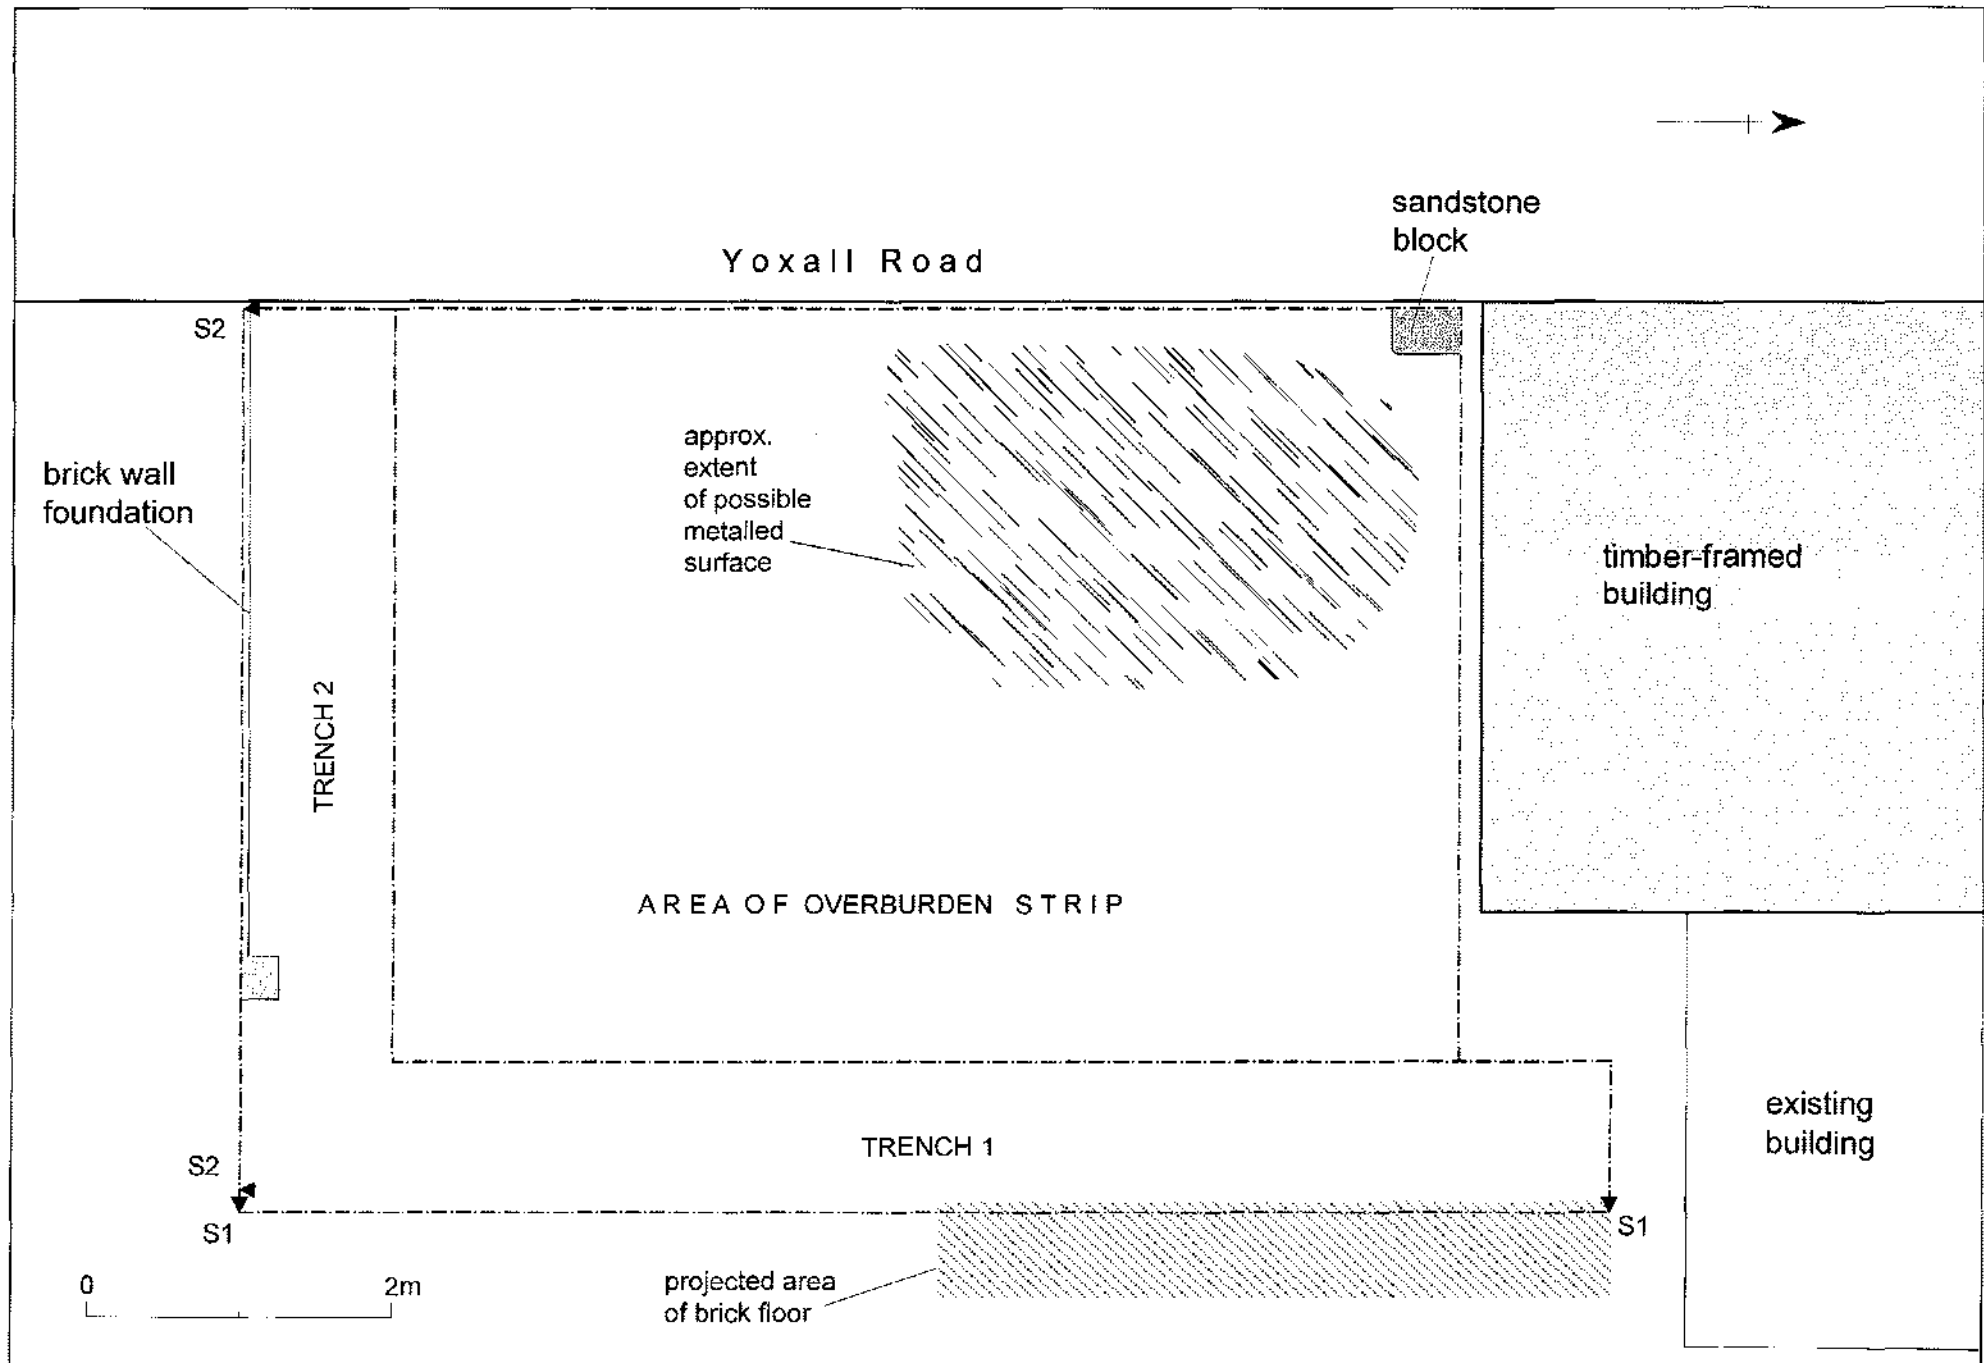 sandstone
block
Yoxall Road
S2
approx.
extent
of possible
metalled
surface
brick wall
foundation
timber-framed
building
TRENCH 2
AREA OF OVERBURDEN STRIP
existing
building
TRENCH 1
S2
S1
S1
0
2m
projected area
of brick floor